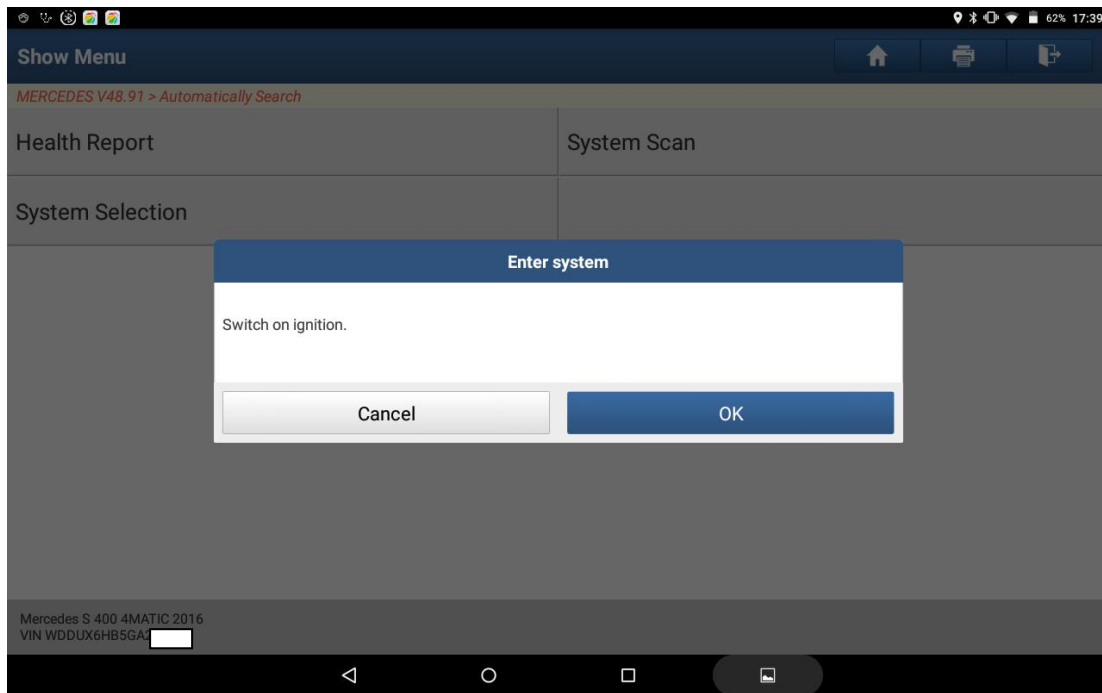 62% 17:39
Show Menu
MERCEDES V48.91 > Automatically Search
Health Report
System Scan
System Selection
Enter system
Switch on ignition.
Cancel
OK
Mercedes S 400 4MATIC 2016
VIN WDDUX6HB5GA2